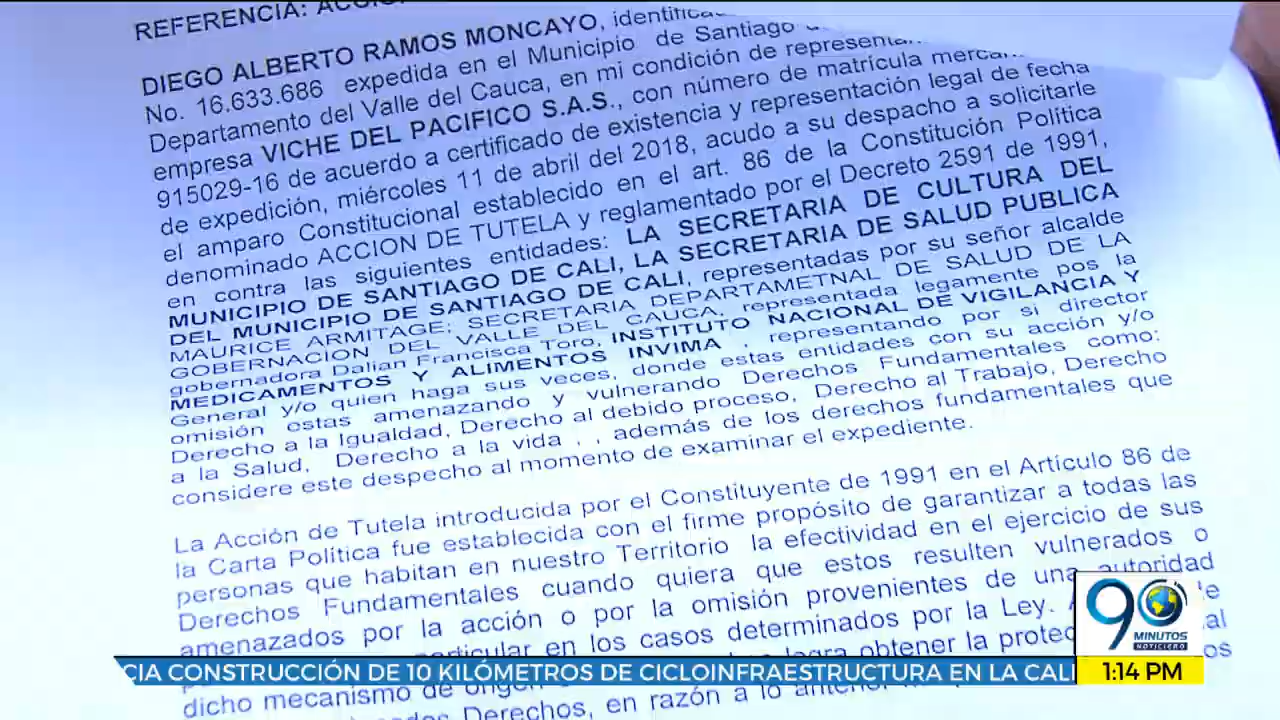 REFERENCIA:
DIEGO ALBERTO RAMOS MONCAYO,
No. 16.633.686 expedida en el Municipio de Santiago
Departamento del Valle del Cauca, en mi condición de
empresa VICHE DEL PACIFICO S.A.S., con número de matrícula
915029-16 de acuerdo a certificado de existencia y representación legal de fecha
de expedición, miércoles 11 de abril del 2018, acudo a su despacho a solicitarle
el amparo Constitucional establecido en el art. 86 de la Constitución Política
denominado ACCION DE TUTELA y reglamentado por el Decreto 2591 de 1991,
en contra las siguientes entidades: LA SECRETARIA DE CULTURA DEL
MUNICIPIO DE SANTIAGO DE CALI, LA SECRETARIA DE SALUD PUBLICA
DEL MUNICIPIO DE SANTIAGO DE CALI, representadas por su señor alcalde
MAURICE ARMITAGE; SECRETARIA DEPARTAMETNAL DE SALUD DE LA
GOBERNACION DEL VALLE DEL CAUCA, representada legamente pos la
gobernadora Dalian Francisca Toro, INSTITUTO NACIONAL DE VIGILANCIA Y
MEDICAMENTOS Y ALIMENTOS INVIMA , representando por si director
General y/o quien haga sus veces, donde estas entidades con su acción y/o
omisión estas amenazando y vulnerando Derechos Fundamentales como:
Derecho a la Igualdad, Derecho al debido proceso, Derecho al Trabajo, Derecho
a la Salud, Derecho a la vida , , además de los derechos fundamentales que
considere este despecho al momento de examinar el expediente.
La Acción de Tutela introducida por el Constituyente de 1991 en el Artículo 86 de
la Carta Política fue establecida con el firme propósito de garantizar a todas las
personas que habitan en nuestro Territorio la efectividad en el ejercicio de sus
Derechos Fundamentales cuando quiera que estos resulten vulnerados o
amenazados por la acción o por la omisión provenientes de una autoridad
en los casos determinados por la Ley.
obtener la
dicho mecanismo de
Derechos, en razón a lo
90 MINUTOS
NOTICIERO
CONSTRUCCIÓN DE 10 KILÓMETROS DE CICLOINFRAESTRUCTURA EN LA
1:14 PM